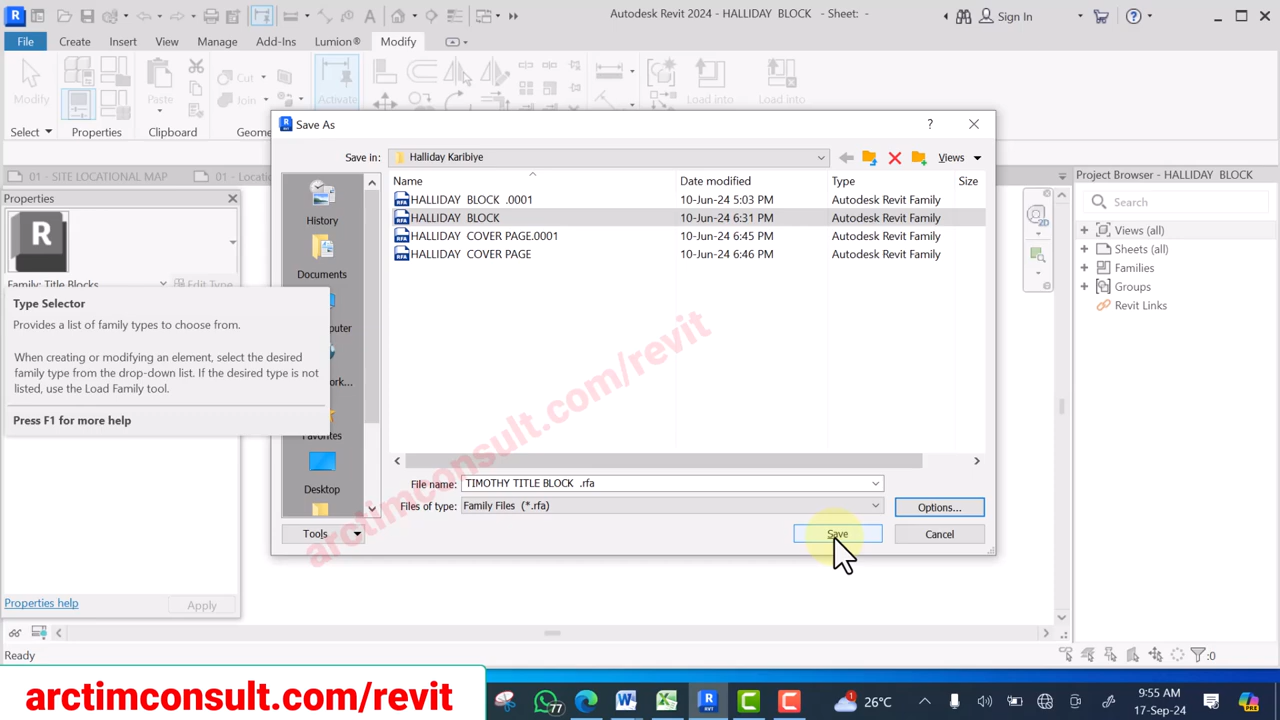 Autodesk Revit 202
- HALLIDAY BLOCK - Sheet: -
Sign In
File
Create
Insert
View
Manage
Add-Ins
Lumion®
Modify
Modify
Paste
Cut
Join
Activate
Load into
Load into
Select
Properties
Clipboard
Geome
01 - SITE LOCATIONAL MAP
01 - Locati
Properties
Family: Title Blocks
Edit Type
Type Selector
Provides a list of family types to choose from.
When creating or modifying an element, select the desired
family type from the drop-down list. If the desired type is not
listed, use the Load Family tool.
Press F1 for more help
Properties help
Apply
Ready
Save As
Save in:
Halliday Karibiye
Views
Name
Date modified
Type
Size
HALLIDAY BLOCK .0001
10-Jun-24 5:03 PM
Autodesk Revit Family
HALLIDAY BLOCK
10-Jun-24 6:31 PM
Autodesk Revit Family
HALLIDAY COVER PAGE.0001
10-Jun-24 6:45 PM
Autodesk Revit Family
HALLIDAY COVER PAGE
10-Jun-24 6:46 PM
Autodesk Revit Family
History
Documents
puter
rk...
Favorites
Desktop
File name:
TIMOTHY TITLE BLOCK .rfa
Files of type:
Family Files (*.rfa)
Options...
Tools
Save
Cancel
Project Browser - HALLIDAY BLOCK
Search
Views (all)
Sheets (all)
Families
Groups
Revit Links
:0
arctimconsult.com/revit
arctimconsult.com/revit
77
26°C
9:55 AM
17-Sep-24